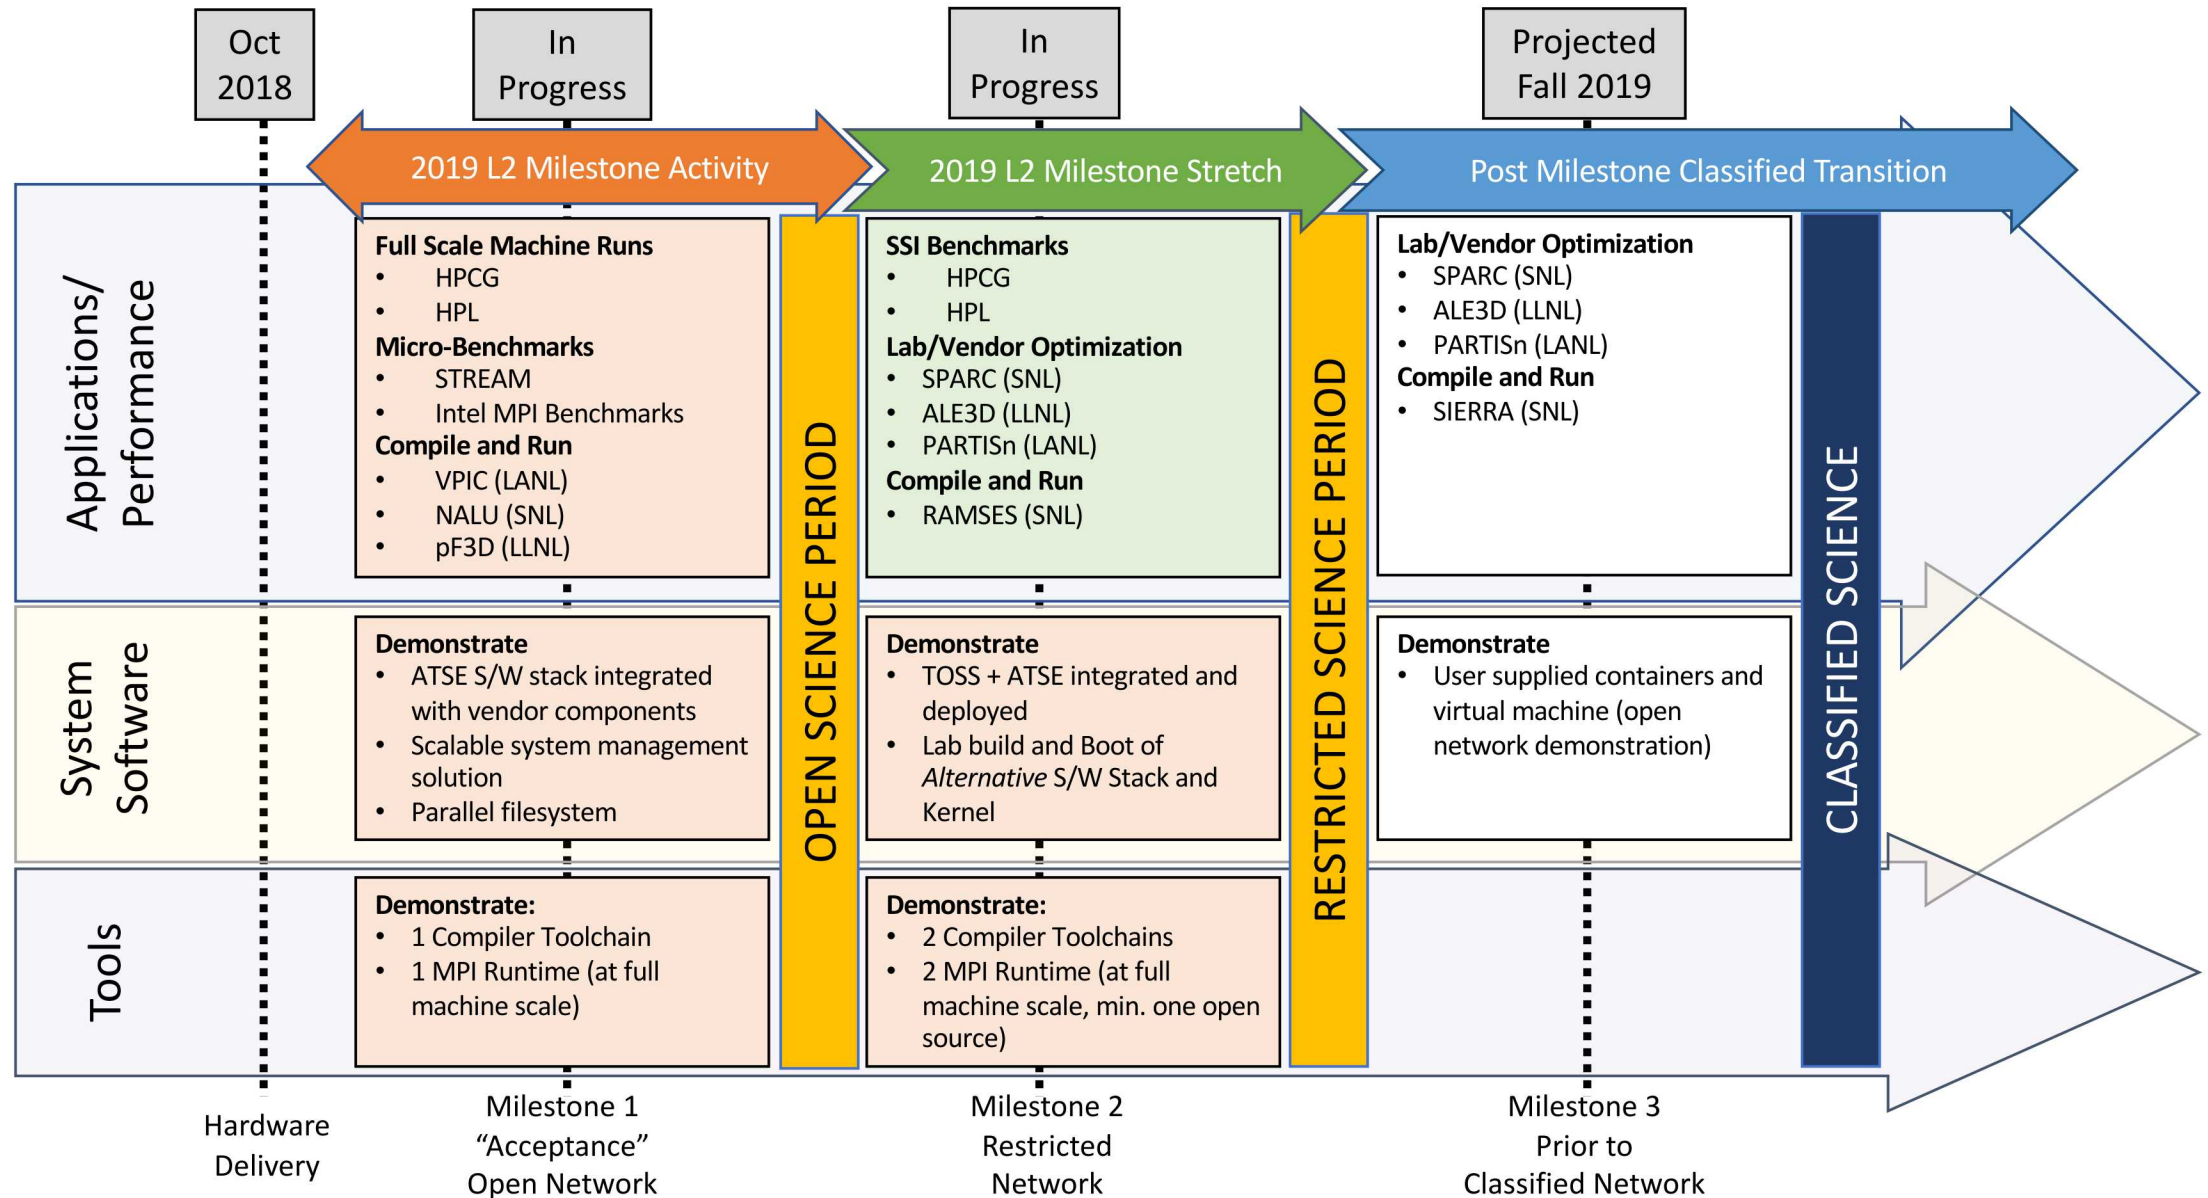 Oct
2018
In
Progress
In
Progress
Projected
Fall 2019
2019 L2 Milestone Activity
2019 L2 Milestone Stretch
Post Milestone Classified Transition
Applications/
Performance
Full Scale Machine Runs
• HPCG
• HPL
Micro-Benchmarks
• STREAM
• Intel MPI Benchmarks
Compile and Run
• VPIC (LANL)
• NALU (SNL)
• pF3D (LLNL)
OPEN SCIENCE PERIOD
SSI Benchmarks
• HPCG
• HPL
Lab/Vendor Optimization
• SPARC (SNL)
• ALE3D (LLNL)
• PARTISn (LANL)
Compile and Run
• RAMSES (SNL)
RESTRICTED SCIENCE PERIOD
Lab/Vendor Optimization
• SPARC (SNL)
• ALE3D (LLNL)
• PARTISn (LANL)
Compile and Run
• SIERRA (SNL)
CLASSIFIED SCIENCE
System
Software
Demonstrate
• ATSE S/W stack integrated
with vendor components
• Scalable system management
solution
• Parallel filesystem
Demonstrate
• TOSS + ATSE integrated and
deployed
• Lab build and Boot of
Alternative S/W Stack and
Kernel
Demonstrate
• User supplied containers and
virtual machine (open
network demonstration)
Tools
Demonstrate:
• 1 Compiler Toolchain
• 1 MPI Runtime (at full
machine scale)
Demonstrate:
• 2 Compiler Toolchains
• 2 MPI Runtime (at full
machine scale, min. one open
source)
Hardware
Delivery
Milestone 1
“Acceptance”
Open Network
Milestone 2
Restricted
Network
Milestone 3
Prior to
Classified Network